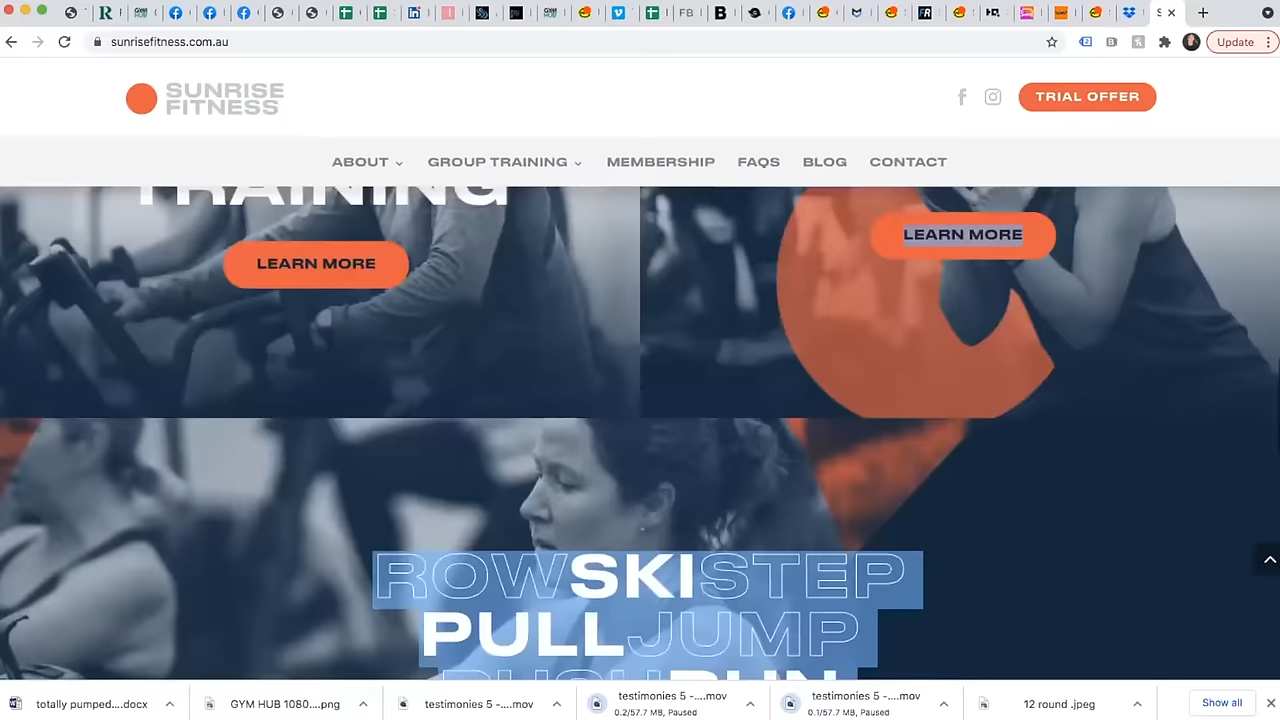 sunrisefitness.com.au
Update
SUNRISE
FITNESS
TRIAL OFFER
ABOUT
GROUP TRAINING
MEMBERSHIP
FAQS
BLOG
CONTACT
TRAINING
LEARN MORE
LEARN MORE
ROWSKISTEP
PULLJUMP
PUSHRUN
totally pumped....docx
GYM HUB 1080....png
testimonies 5 -....mov
testimonies 5 -....mov
0.2/57.7 MB, Paused
testimonies 5 -....mov
0.1/57.7 MB, Paused
12 round .jpeg
Show all